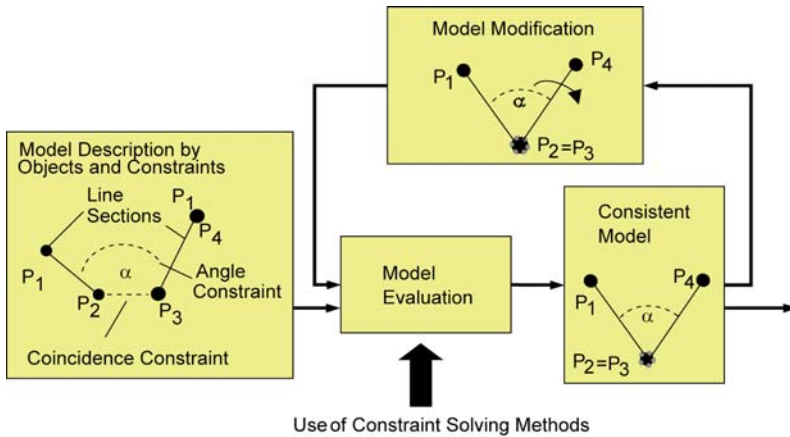 Model Modification
P1
P4
α
P2=P3
Model Description by
Objects and Constraints
Line
Sections
P1
P4
P1
α
Angle
Constraint
P2
P3
Coincidence Constraint
Model
Evaluation
Consistent
Model
P1
P4
α
P2=P3
Use of Constraint Solving Methods